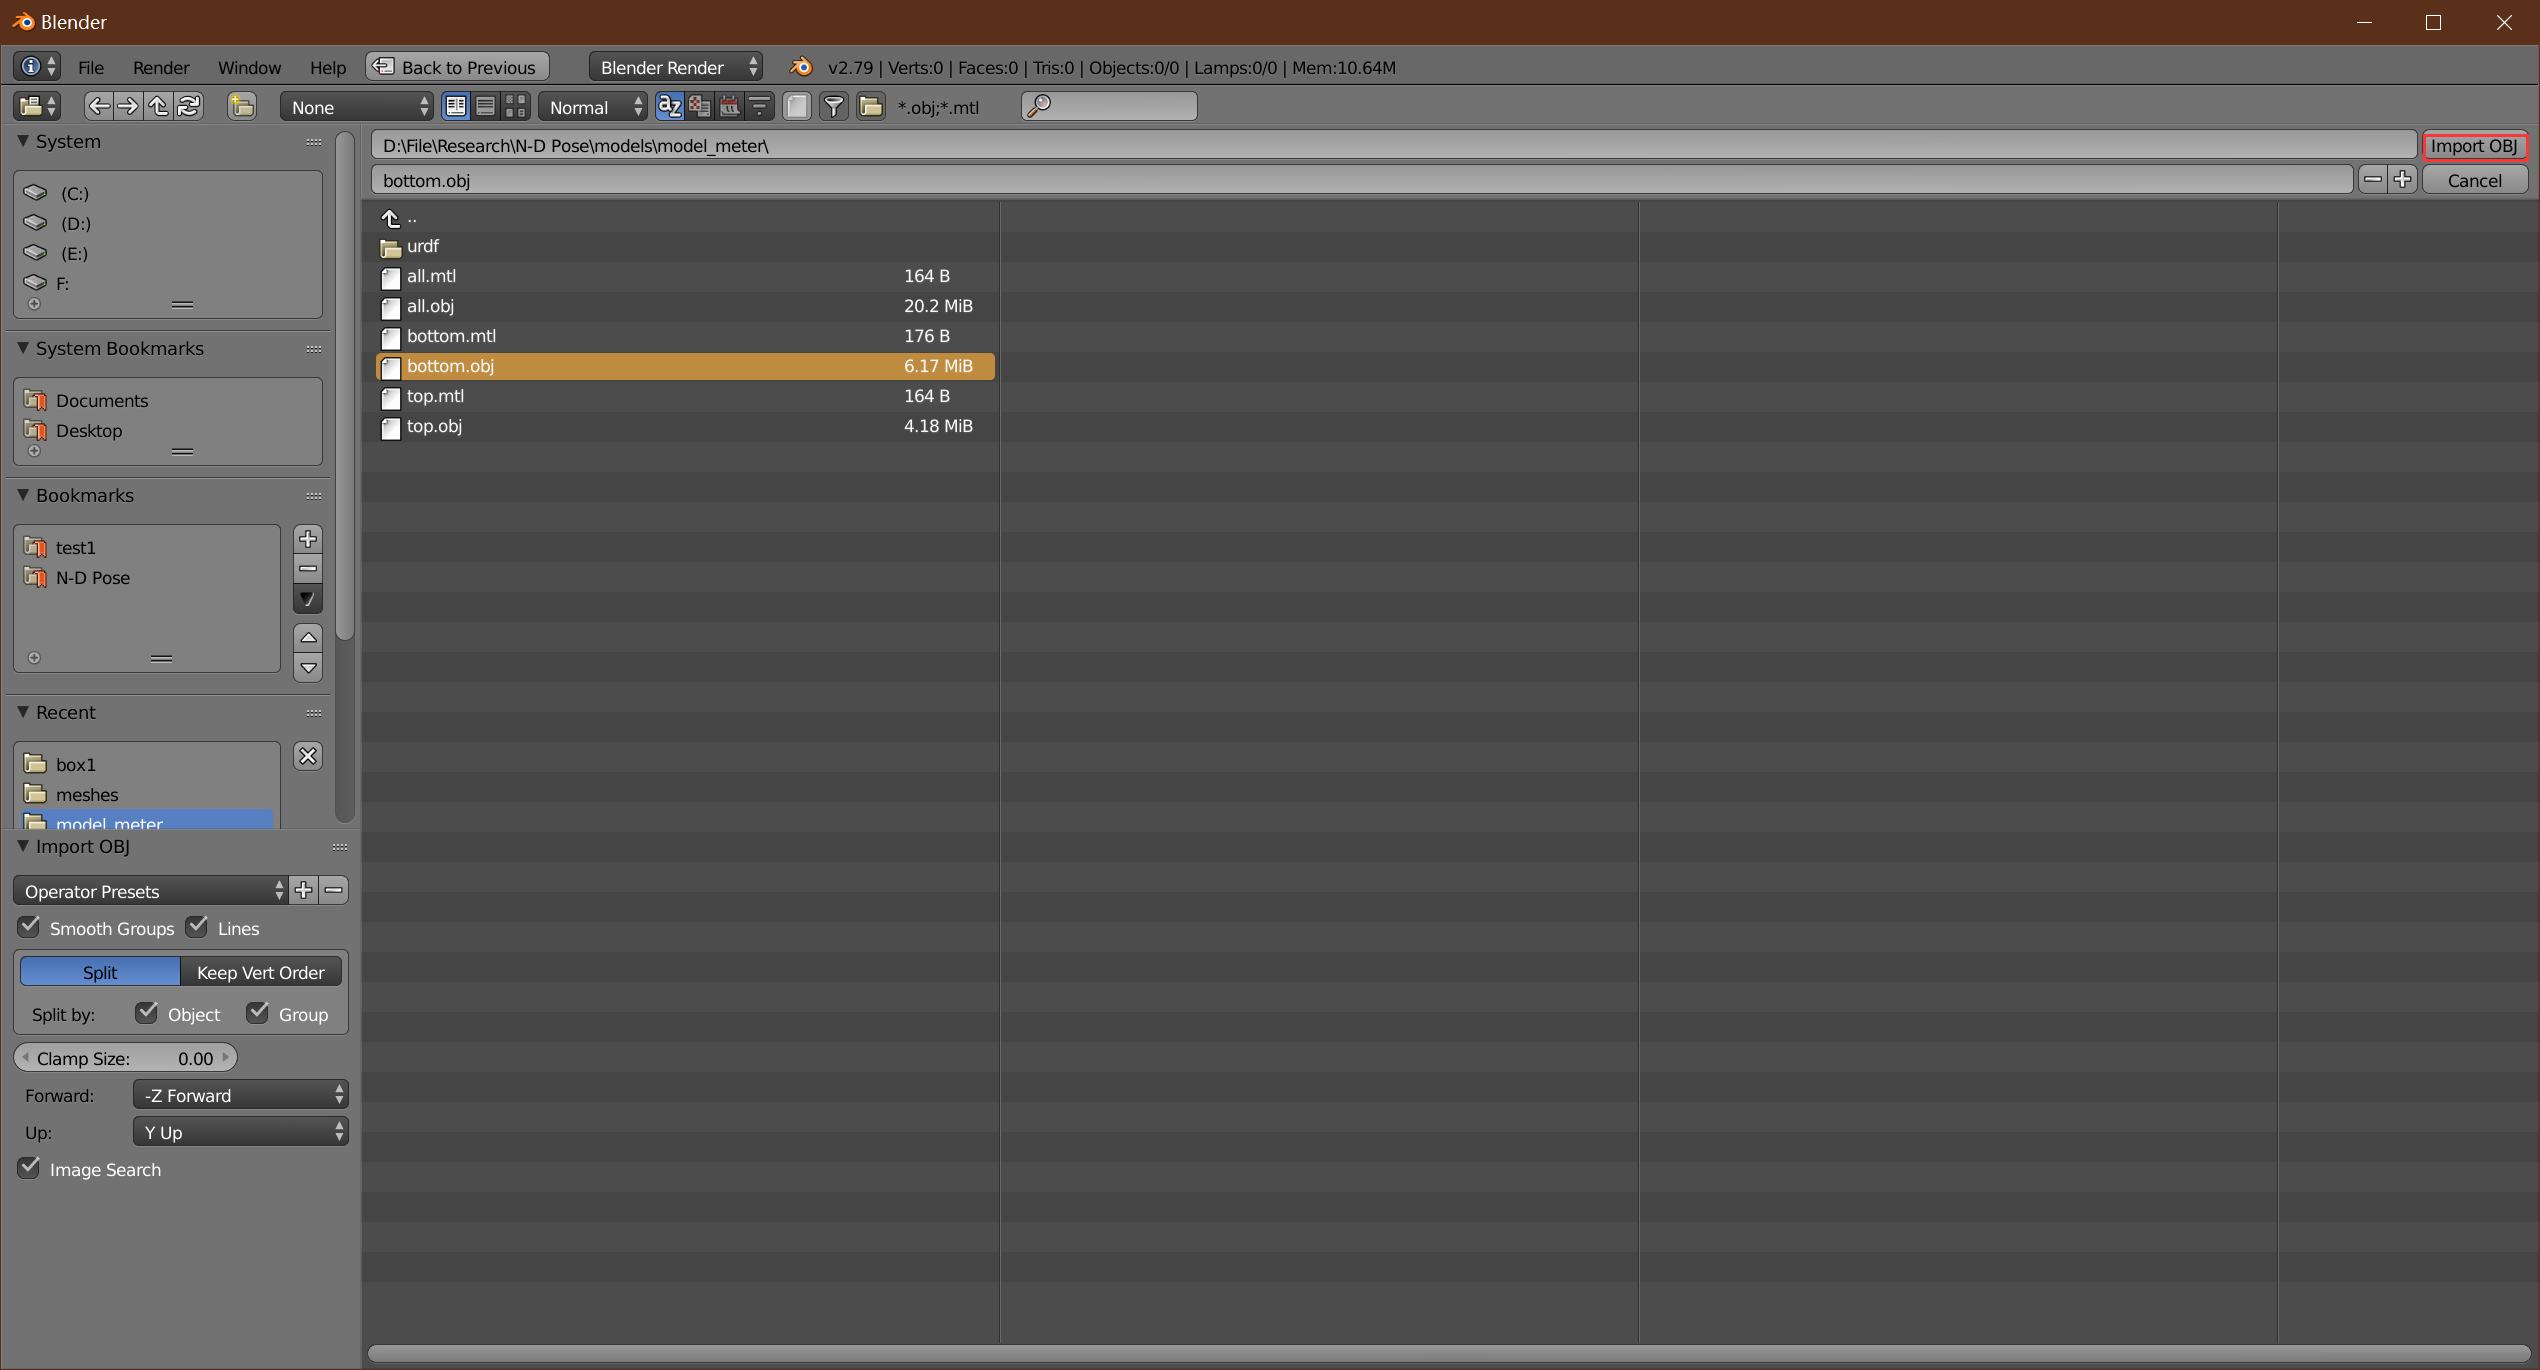 Blender
File Render Window Help Back to Previous Blender Render v2.79 | Verts:0 | Faces:0 | Tris:0 | Objects:0/0 | Lamps:0/0 | Mem:10.64M
None Normal *.obj;*.mtl
System
(C:)
(D:)
(E:)
F:
System Bookmarks
Documents
Desktop
Bookmarks
test1
N-D Pose
Recent
box1
meshes
model_meter
Import OBJ
Operator Presets
Smooth Groups Lines
Split Keep Vert Order
Split by: Object Group
Clamp Size: 0.00
Forward: -Z Forward
Up: Y Up
Image Search
D:\File\Research\N-D Pose\models\model_meter\ Import OBJ
bottom.obj Cancel
..
urdf
all.mtl 164 B
all.obj 20.2 MiB
bottom.mtl 176 B
bottom.obj 6.17 MiB
top.mtl 164 B
top.obj 4.18 MiB